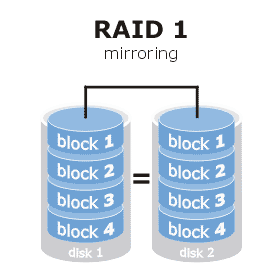 RAID 1
mirroring
block 1 block 1
block 2 block 2
=
block 3 block 3
block 4 block 4
disk 1 disk 2